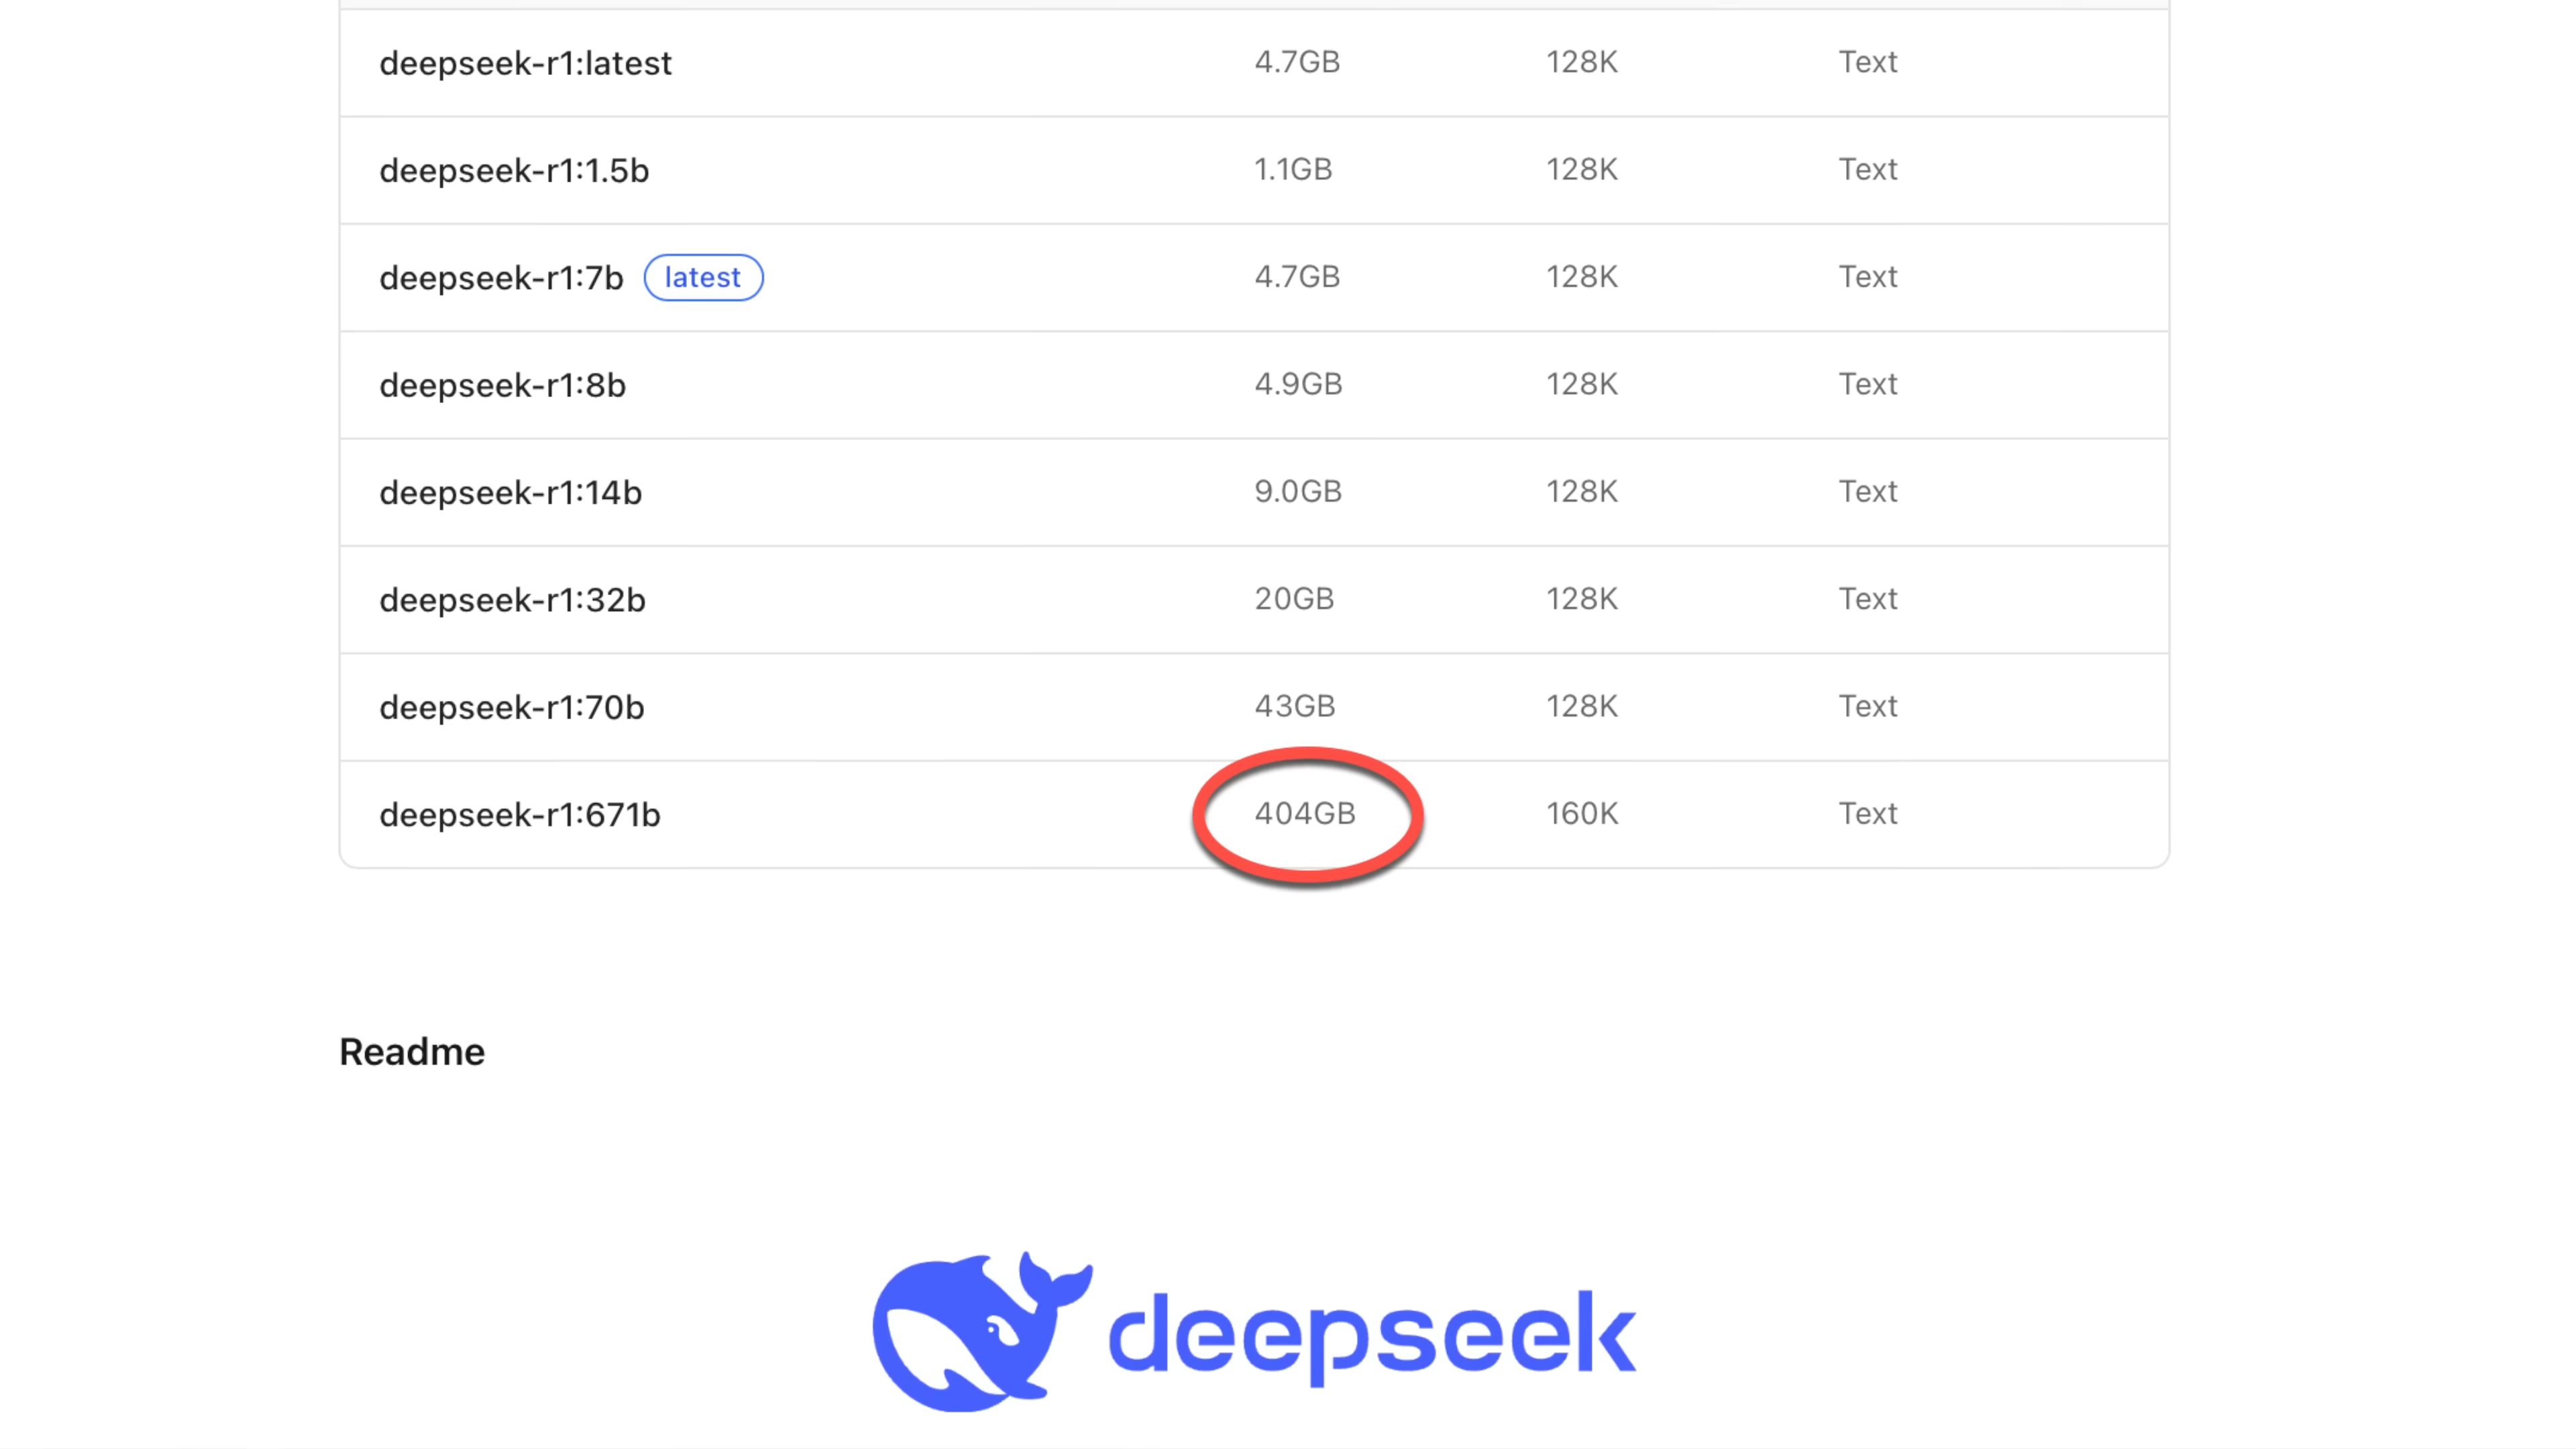 deepseek-r1:latest 4.7GB 128K Text
deepseek-r1:1.5b 1.1GB 128K Text
deepseek-r1:7b latest 4.7GB 128K Text
deepseek-r1:8b 4.9GB 128K Text
deepseek-r1:14b 9.0GB 128K Text
deepseek-r1:32b 20GB 128K Text
deepseek-r1:70b 43GB 128K Text
deepseek-r1:671b 404GB 160K Text
Readme
deepseek